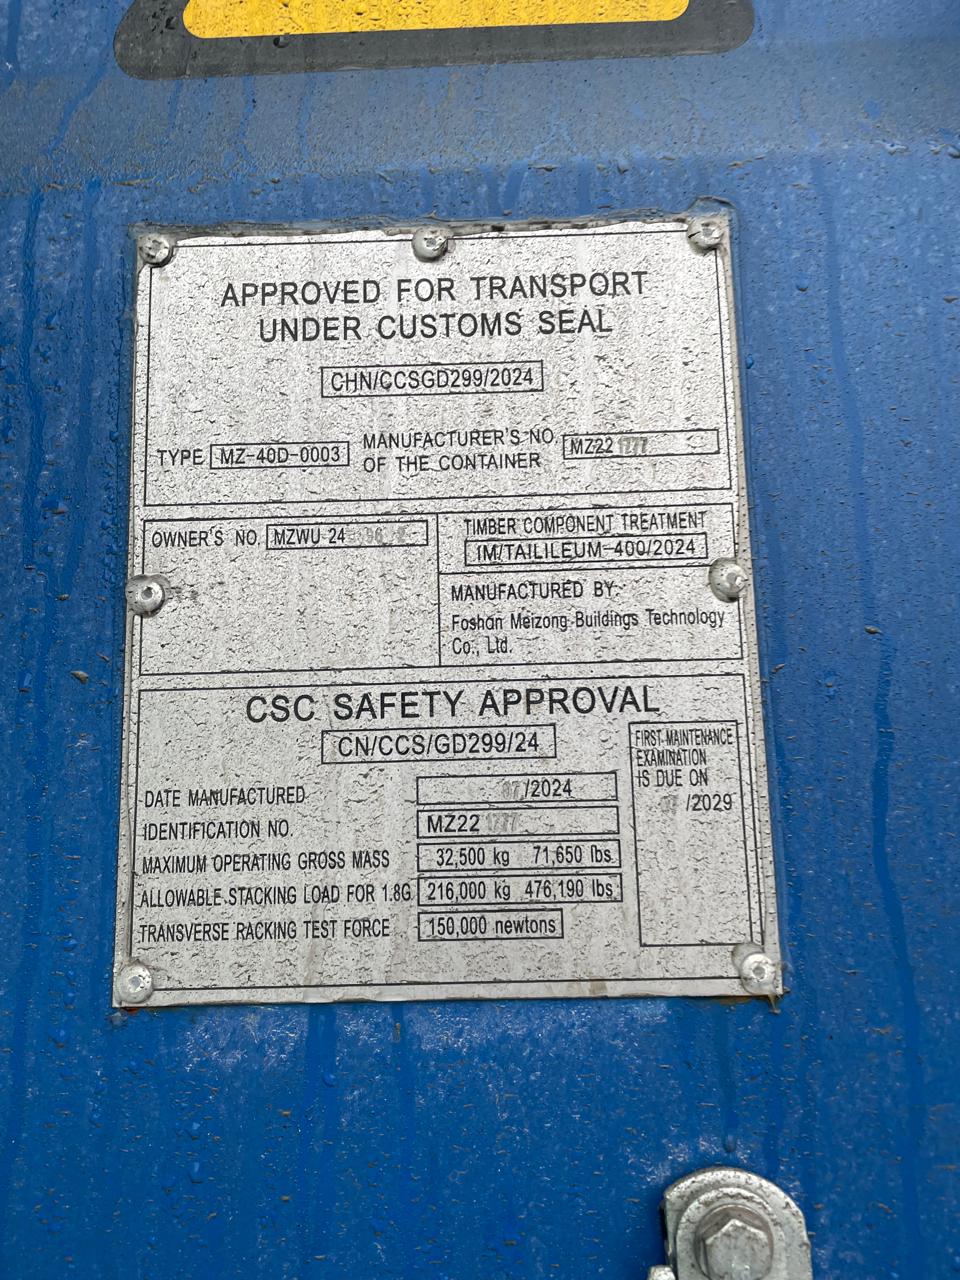 APPROVED FOR TRANSPORT
UNDER CUSTOMS SEAL
CHN/CCSGD299/2024
TYPE MZ-40D-0003 MANUFACTURER'S NO. OF THE CONTAINER MZ221777
OWNER'S NO. MZWU 24
TIMBER COMPONENT TREATMENT
IM/TAILILEUM-400/2024
MANUFACTURED BY:
Foshan Meizong Buildings Technology
Co., Ltd.
CSC SAFETY APPROVAL
CN/CCS/GD299/24
FIRST MAINTENANCE
EXAMINATION
IS DUE ON
07/2029
DATE MANUFACTURED 07/2024
IDENTIFICATION NO. MZ221777
MAXIMUM OPERATING GROSS MASS 32,500 kg 71,650 lbs.
ALLOWABLE STACKING LOAD FOR 1.8G 216,000 kg 476,190 lbs.
TRANSVERSE RACKING TEST FORCE 150,000 newtons